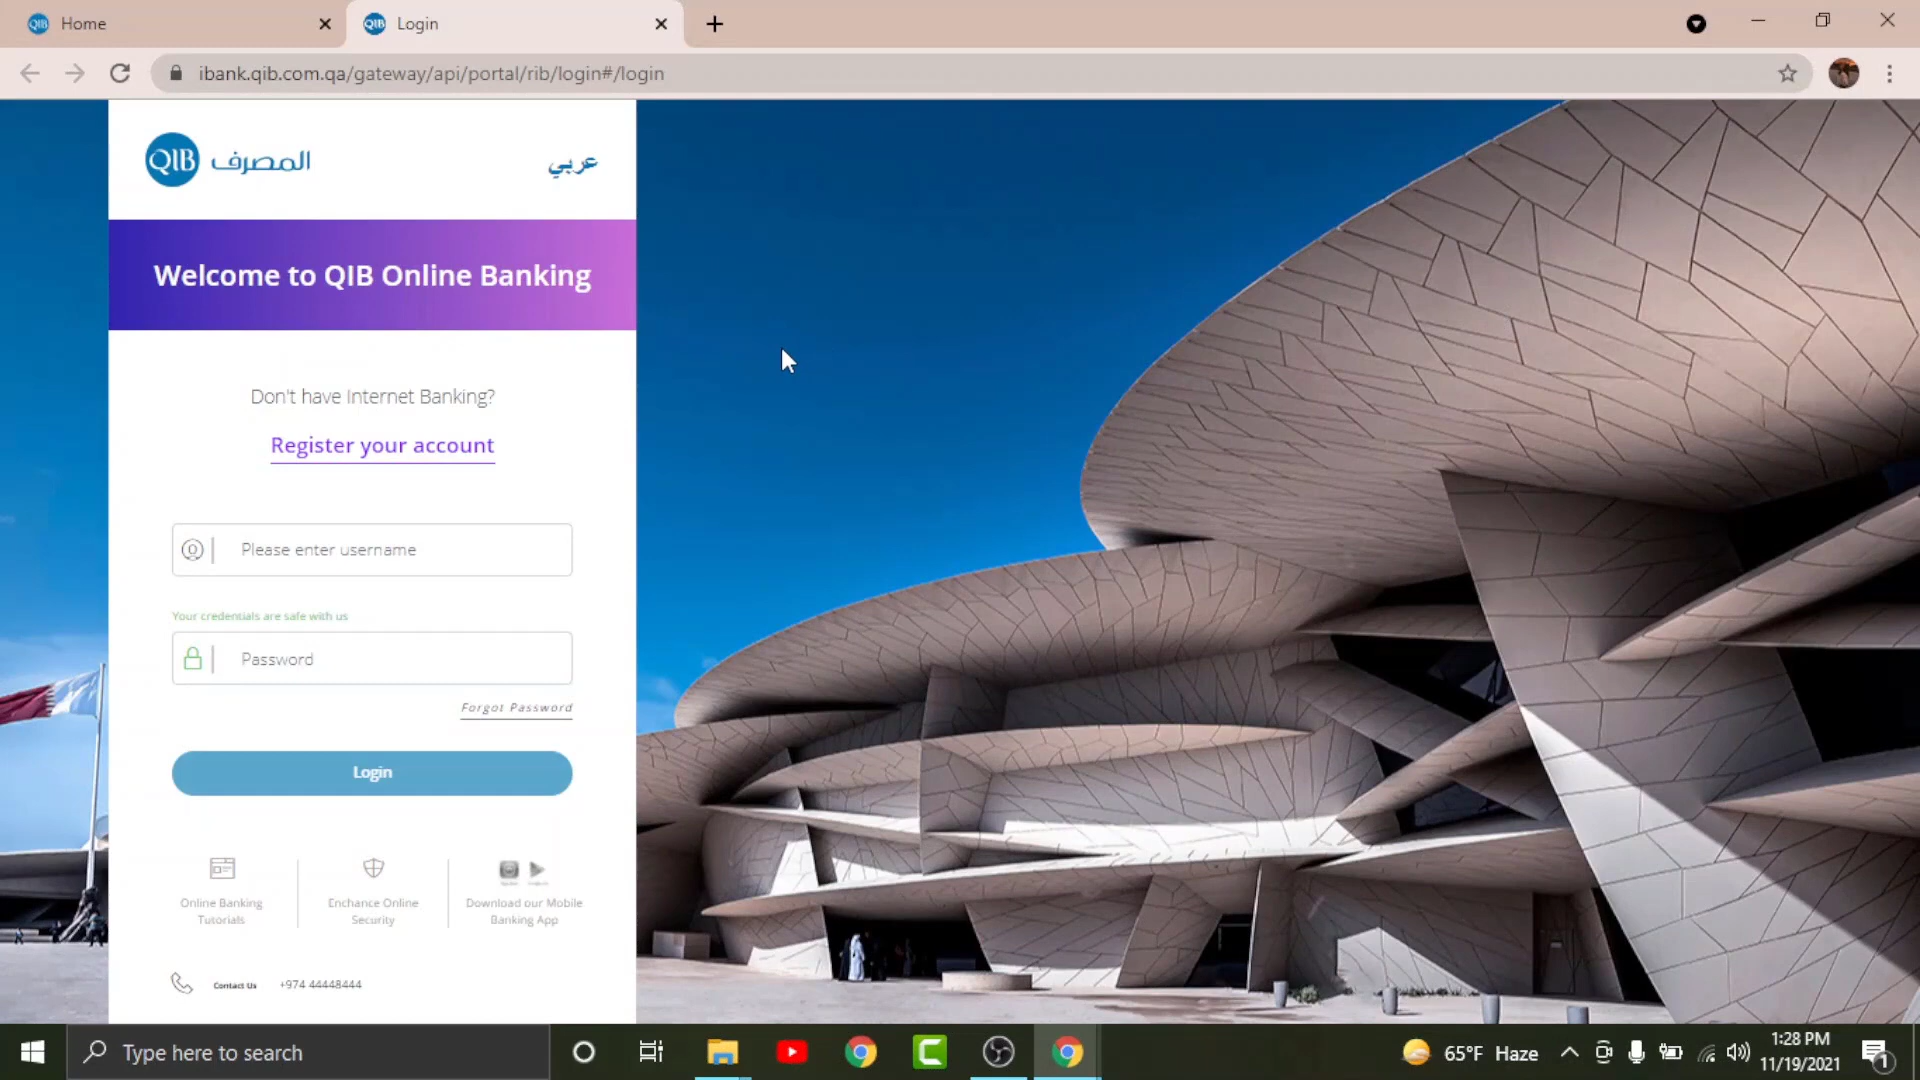 Home
Login
ibank.qib.com.qa/gateway/api/portal/rib/login#/login
QIB المصرف
عربي
Welcome to QIB Online Banking
Don't have Internet Banking?
Register your account
Please enter username
Your credentials are safe with us
Password
Forgot Password
Login
Online Banking
Tutorials
Enchance Online
Security
Download our Mobile
Banking App
Contact Us +974 44448444
Type here to search
65°F Haze
1:28 PM
11/19/2021
1